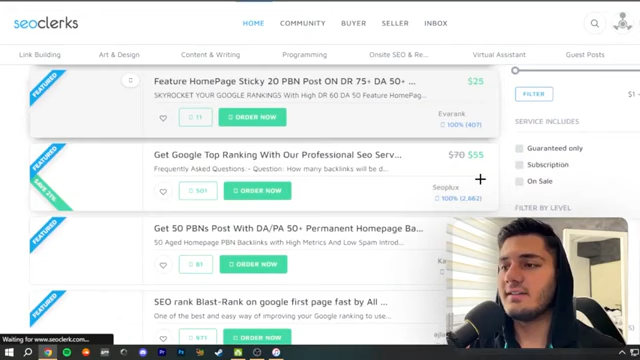 seoclerks
HOME COMMUNITY BUYER SELLER INBOX
Link Building Art & Design Content & Writing Programming Onsite SEO & Re... Virtual Assistant Guest Posts
FEATURED
Feature HomePage Sticky 20 PBN Post ON DR 75+ DA 50+ ... $25
SKYROCKET YOUR GOOGLE RANKINGS With High DR 60 DA 50 Feature HomePag...
11 ORDER NOW
Everank
100% (407)
FILTER
$1 -
SERVICE INCLUDES
Guaranteed only
Subscription
On Sale
FILTER BY LEVEL
FEATURED
SAVE 21%
Get Google Top Ranking With Our Professional Seo Serv... $70 $55
Frequently Asked Questions:- Question: How many backlinks will be d...
501 ORDER NOW
Seoplux
100% (2,662)
FEATURED
Get 50 PBNs Post With DA/PA 50+ Permanent Homepage Ba...
50 Aged Homepage PBN Backlinks with High Metrics And Low Spam Introd...
81 ORDER NOW
FEATURED
SEO rank Blast-Rank on google first page fast by All ...
One of the best and easy way of improving your Google ranking to use...
911 ORDER NOW
Waiting for www.seoclerk.com...